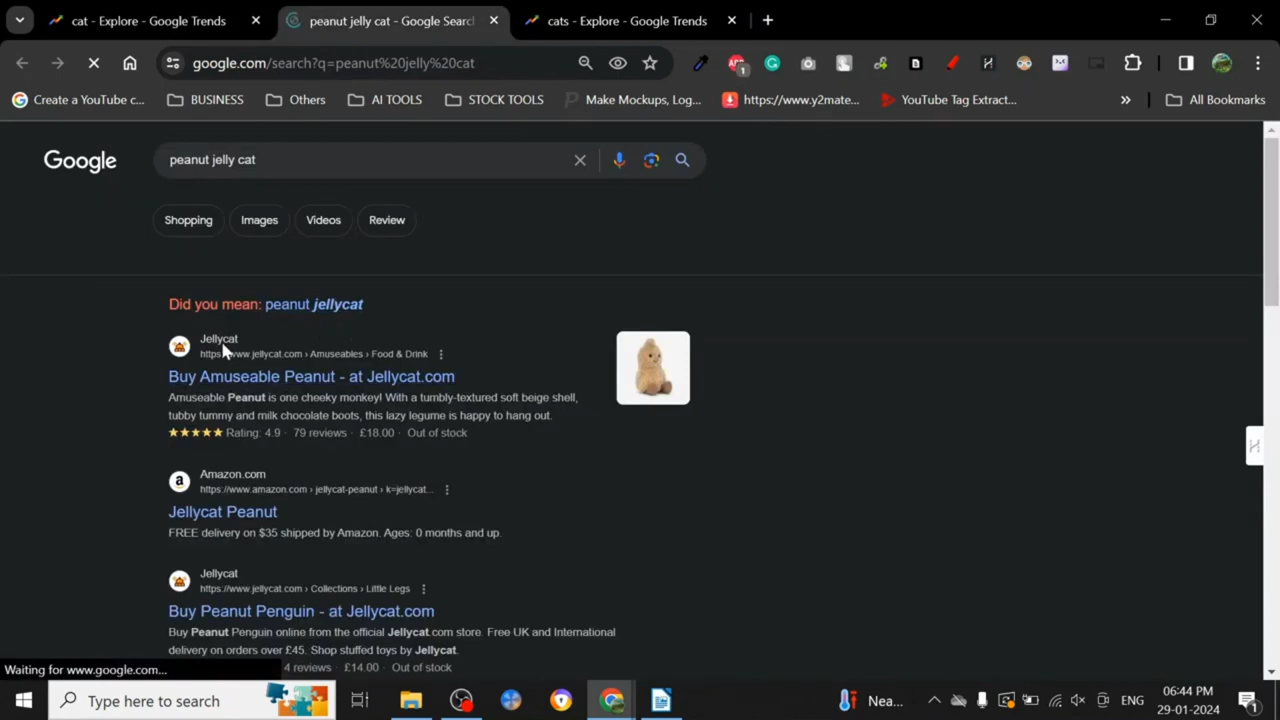 cat - Explore - Google Trends
peanut jelly cat - Google Search
cats - Explore - Google Trends
google.com/search?q=peanut%20jelly%20cat
1
Create a YouTube c...
BUSINESS
Others
AI TOOLS
STOCK TOOLS
Make Mockups, Log...
https://www.y2mate...
YouTube Tag Extract...
»
All Bookmarks
Google
peanut jelly cat
Shopping
Images
Videos
Review
Did you mean: peanut jellycat
Jellycat
https://www.jellycat.com › Amuseables › Food & Drink
Buy Amuseable Peanut - at Jellycat.com
Amuseable Peanut is one cheeky monkey! With a tumbly-textured soft beige shell,
tubby tummy and milk chocolate boots, this lazy legume is happy to hang out.
Rating: 4.9 · 79 reviews · £18.00 · Out of stock
a
Amazon.com
https://www.amazon.com › jellycat-peanut › k=jellycat...
Jellycat Peanut
FREE delivery on $35 shipped by Amazon. Ages: 0 months and up.
Jellycat
https://www.jellycat.com › Collections › Little Legs
Buy Peanut Penguin - at Jellycat.com
Buy Peanut Penguin online from the official Jellycat.com store. Free UK and International
delivery on orders over £45. Shop stuffed toys by Jellycat.
4 reviews · £14.00 · Out of stock
Waiting for www.google.com...
Type here to search
Nea...
ENG
06:44 PM
29-01-2024
1